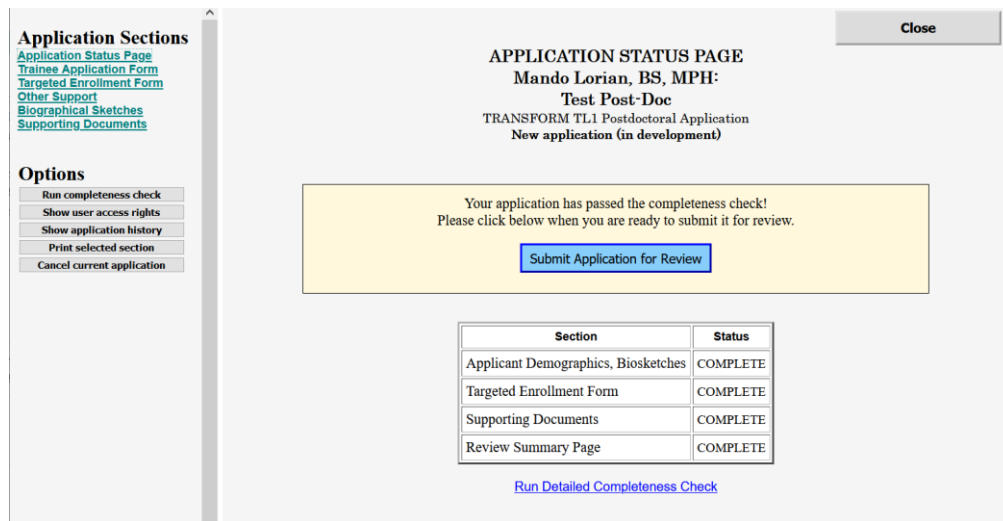 Application Sections
Application Status Page
Trainee Application Form
Targeted Enrollment Form
Other Support
Biographical Sketches
Supporting Documents
Options
Run completeness check
Show user access rights
Show application history
Print selected section
Cancel current application
Close
APPLICATION STATUS PAGE
Mando Lorian, BS, MPH:
Test Post-Doc
TRANSFORM TL1 Postdoctoral Application
New application (in development)
Your application has passed the completeness check!
Please click below when you are ready to submit it for review.
Submit Application for Review
Section Status
Applicant Demographics, Biosketches COMPLETE
Targeted Enrollment Form COMPLETE
Supporting Documents COMPLETE
Review Summary Page COMPLETE
Run Detailed Completeness Check